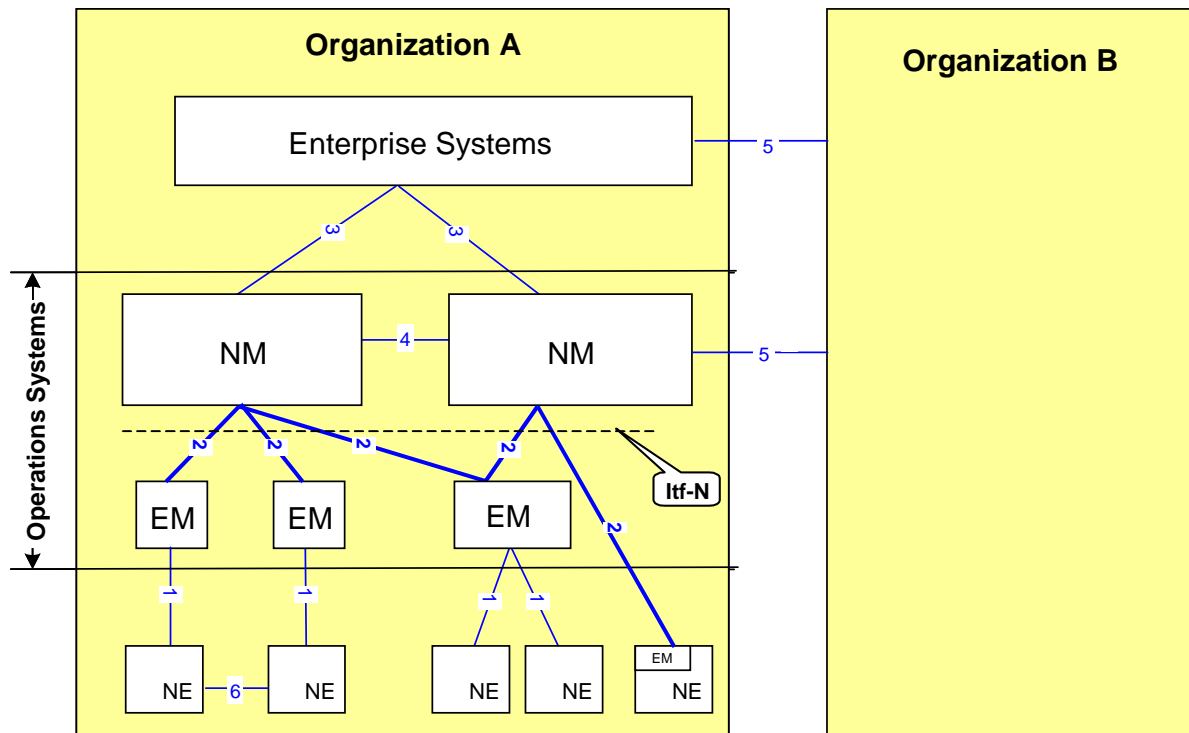 Organization A
Organization B
Enterprise Systems
5
3
3
Operations Systems
NM
4
NM
5
2
2
2
2
Itf-N
EM
EM
EM
2
1
1
1
1
EM
NE
6
NE
NE
NE
NE